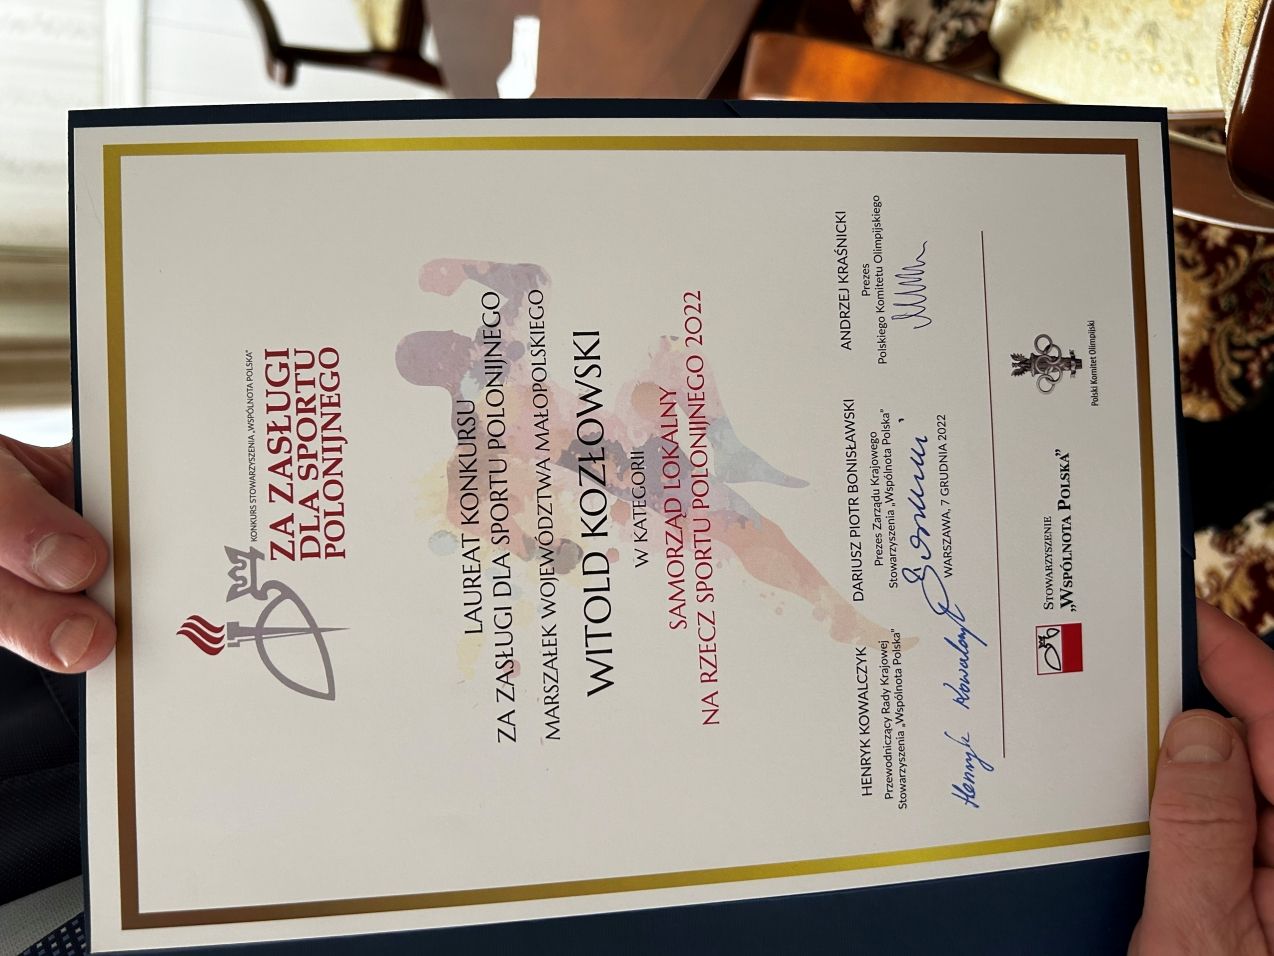 KONKURS STOWARZYSZENIA „WSPÓLNOTA POLSKA”
ZA ZASŁUGI
DLA SPORTU
POLONIJNEGO
LAUREAT KONKURSU
ZA ZASŁUGI DLA SPORTU POLONIJNEGO
MARSZAŁEK WOJEWÓDZTWA MAŁOPOLSKIEGO
WITOLD KOZŁOWSKI
W KATEGORII
SAMORZĄD LOKALNY
NA RZECZ SPORTU POLONIJNEGO 2022
HENRYK KOWALCZYK
Przewodniczący Rady Krajowej
Stowarzyszenia „Wspólnota Polska”
Henryk Kowalczyk
DARIUSZ PIOTR BONISŁAWSKI
Prezes Zarządu Krajowego
Stowarzyszenia „Wspólnota Polska”
ANDRZEJ KRAŚNICKI
Prezes
Polskiego Komitetu Olimpijskiego
WARSZAWA, 7 GRUDNIA 2022
STOWARZYSZENIE
„WSPÓLNOTA POLSKA”
Polski Komitet Olimpijski